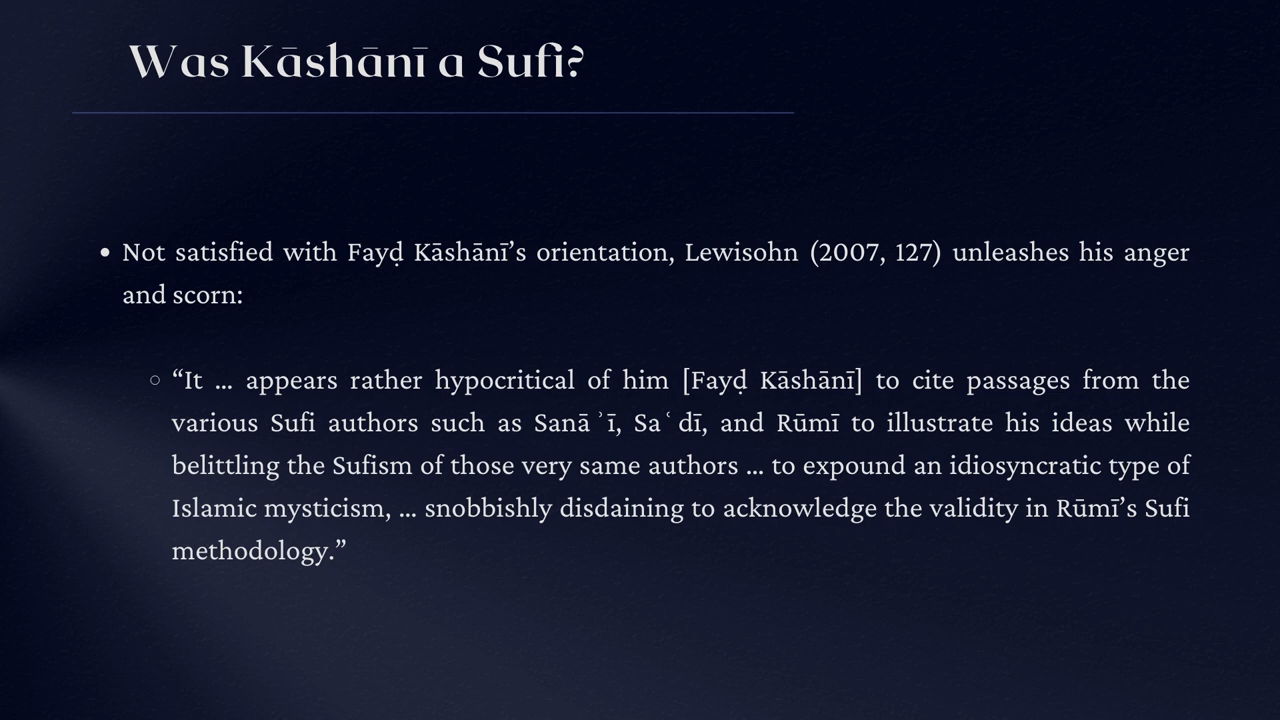 Was Kāshānī a Sufi?
• Not satisfied with Fayḍ Kāshānī’s orientation, Lewisohn (2007, 127) unleashes his anger
and scorn:
○ “It ... appears rather hypocritical of him [Fayḍ Kāshānī] to cite passages from the
various Sufi authors such as Sanā ʾ ī, Sa ʿ dī, and Rūmī to illustrate his ideas while
belittling the Sufism of those very same authors ... to expound an idiosyncratic type of
Islamic mysticism, ... snobbishly disdaining to acknowledge the validity in Rūmī’s Sufi
methodology.”